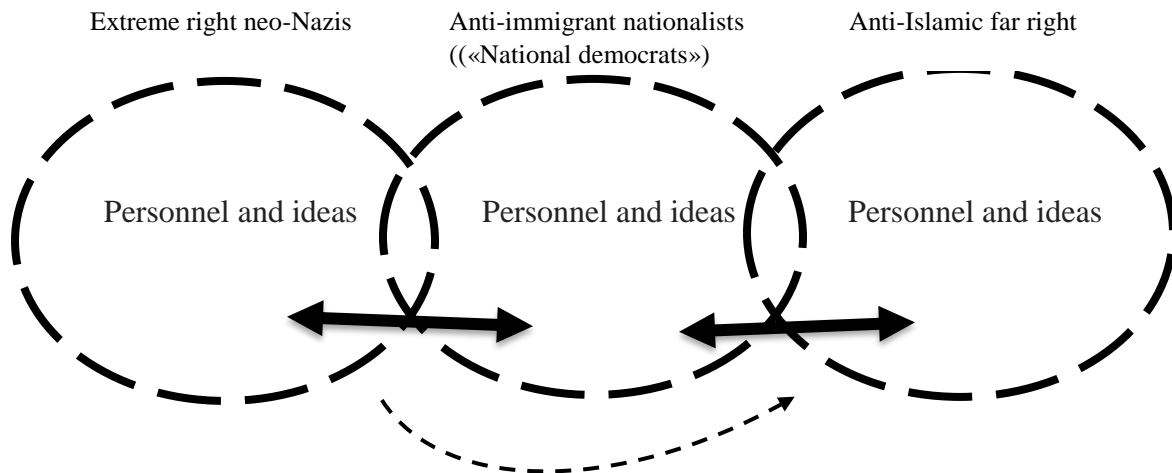 Extreme right neo-Nazis
Anti-immigrant nationalists
((«National democrats»)
Anti-Islamic far right
Personnel and ideas
Personnel and ideas
Personnel and ideas